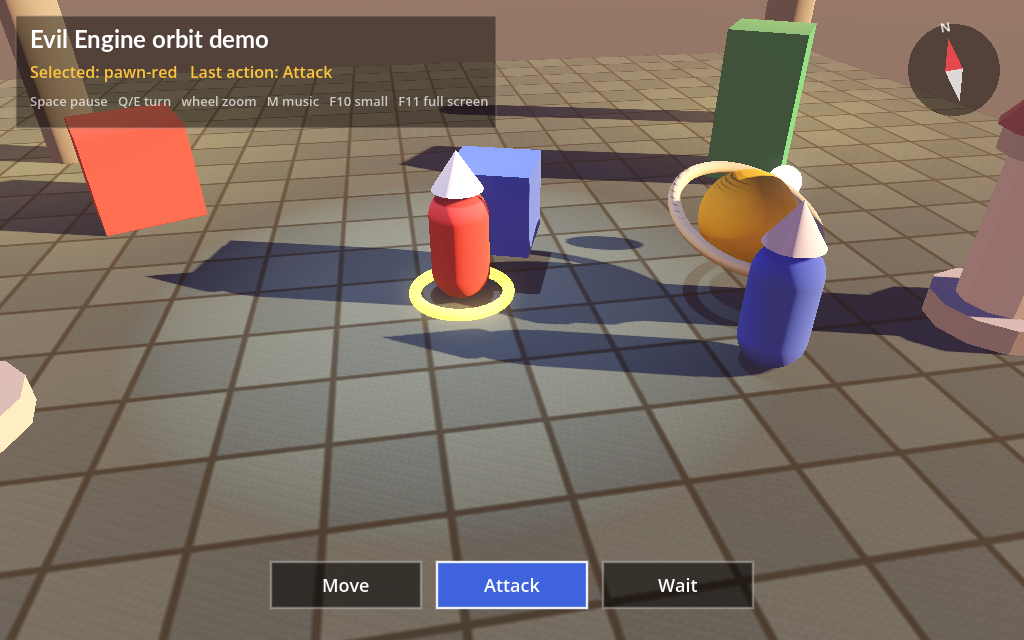 Evil Engine orbit demo
Selected: pawn-red   Last action: Attack
Space pause   Q/E turn   wheel zoom   M music   F10 small   F11 full screen
N
Move
Attack
Wait